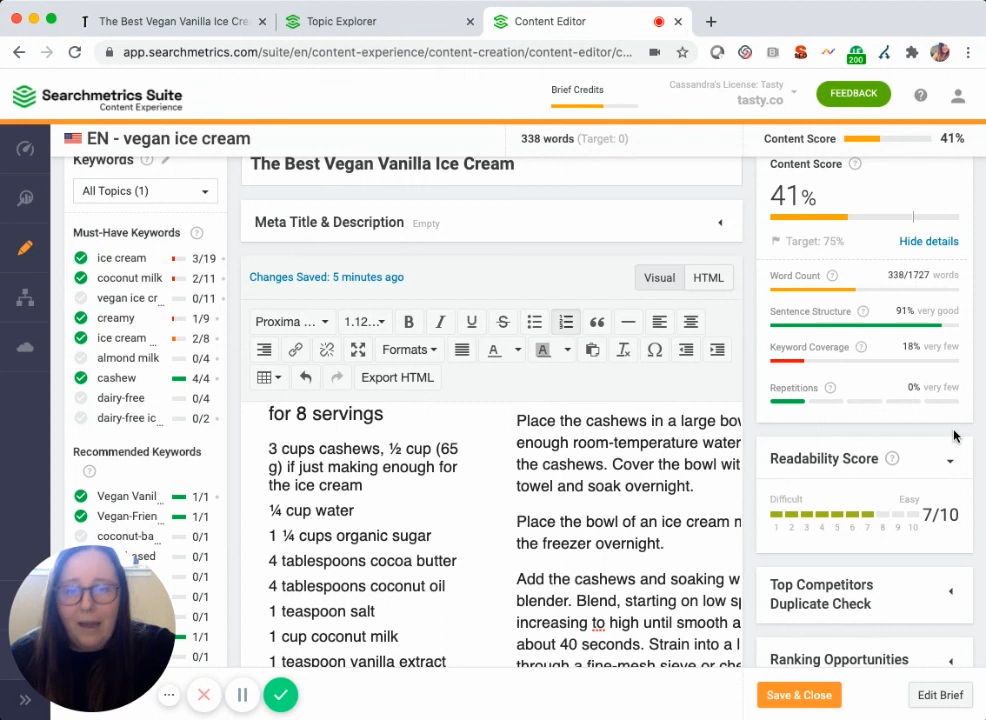 The Best Vegan Vanilla Ice Cre
Topic Explorer
Content Editor
app.searchmetrics.com/suite/en/content-experience/content-creation/content-editor/c...
200
Searchmetrics Suite
Content Experience
Brief Credits
Cassandra's License: Tasty
tasty.co
FEEDBACK
EN - vegan ice cream
338 words (Target: 0)
Content Score 41%
Keywords
All Topics (1)
Must-Have Keywords
ice cream 3/19
coconut milk 2/11
vegan ice cr... 0/11
creamy 1/9
ice cream ... 2/8
almond milk 0/4
cashew 4/4
dairy-free 0/4
dairy-free ic... 0/2
Recommended Keywords
Vegan Vanil... 1/1
Vegan-Frien... 1/1
coconut-ba... 0/1
ased 0/1
0/1
0/1
0/1
1/1
0/1
The Best Vegan Vanilla Ice Cream
Meta Title & Description Empty
Changes Saved: 5 minutes ago
Visual HTML
Proxima ... 1.12... B I U S
Formats A A
Export HTML
for 8 servings
3 cups cashews, ½ cup (65
g) if just making enough for
the ice cream
¼ cup water
1 ¼ cups organic sugar
4 tablespoons cocoa butter
4 tablespoons coconut oil
1 teaspoon salt
1 cup coconut milk
1 teaspoon vanilla extract
Place the cashews in a large bow
enough room-temperature water
the cashews. Cover the bowl wit
towel and soak overnight.
Place the bowl of an ice cream m
the freezer overnight.
Add the cashews and soaking w
blender. Blend, starting on low sp
increasing to high until smooth a
about 40 seconds. Strain into a l
through a fine-mesh sieve or che
Content Score
41%
Target: 75%
Hide details
Word Count 338/1727 words
Sentence Structure 91% very good
Keyword Coverage 18% very few
Repetitions 0% very few
Readability Score
Difficult Easy
7/10
1 2 3 4 5 6 7 8 9 10
Top Competitors
Duplicate Check
Ranking Opportunities
Save & Close
Edit Brief